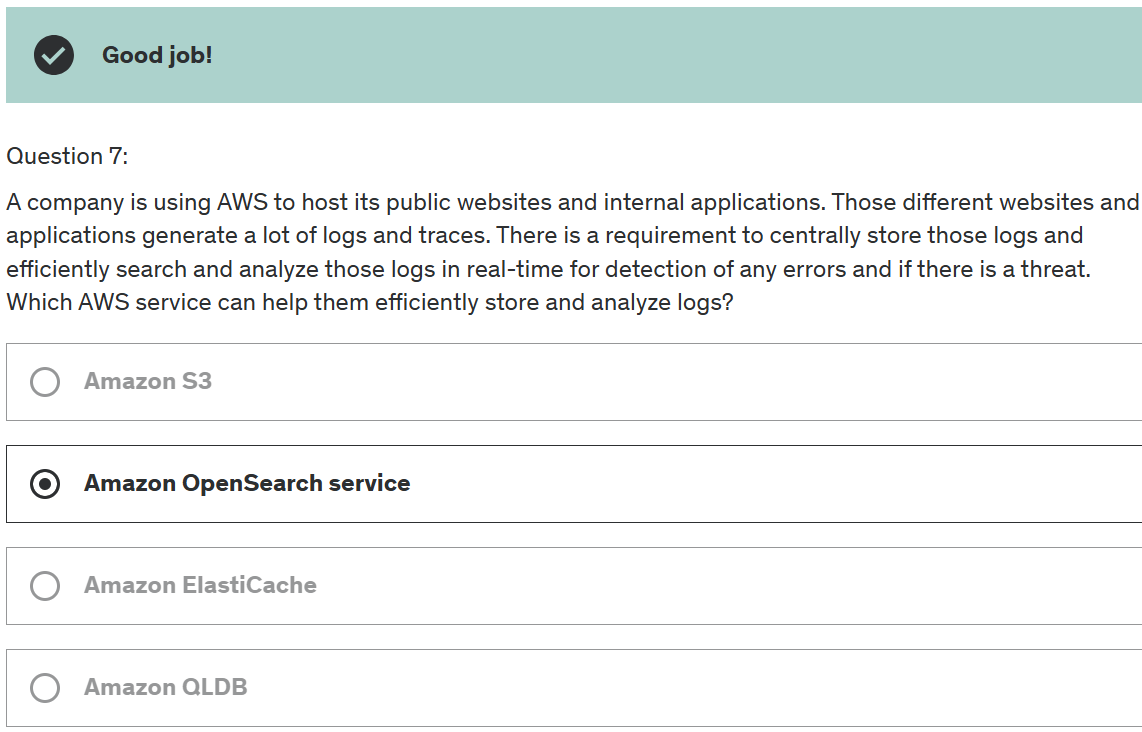 Good job!
Question 7:
A company is using AWS to host its public websites and internal applications. Those different websites and
applications generate a lot of logs and traces. There is a requirement to centrally store those logs and
efficiently search and analyze those logs in real-time for detection of any errors and if there is a threat.
Which AWS service can help them efficiently store and analyze logs?
Amazon S3
Amazon OpenSearch service
Amazon ElastiCache
Amazon QLDB